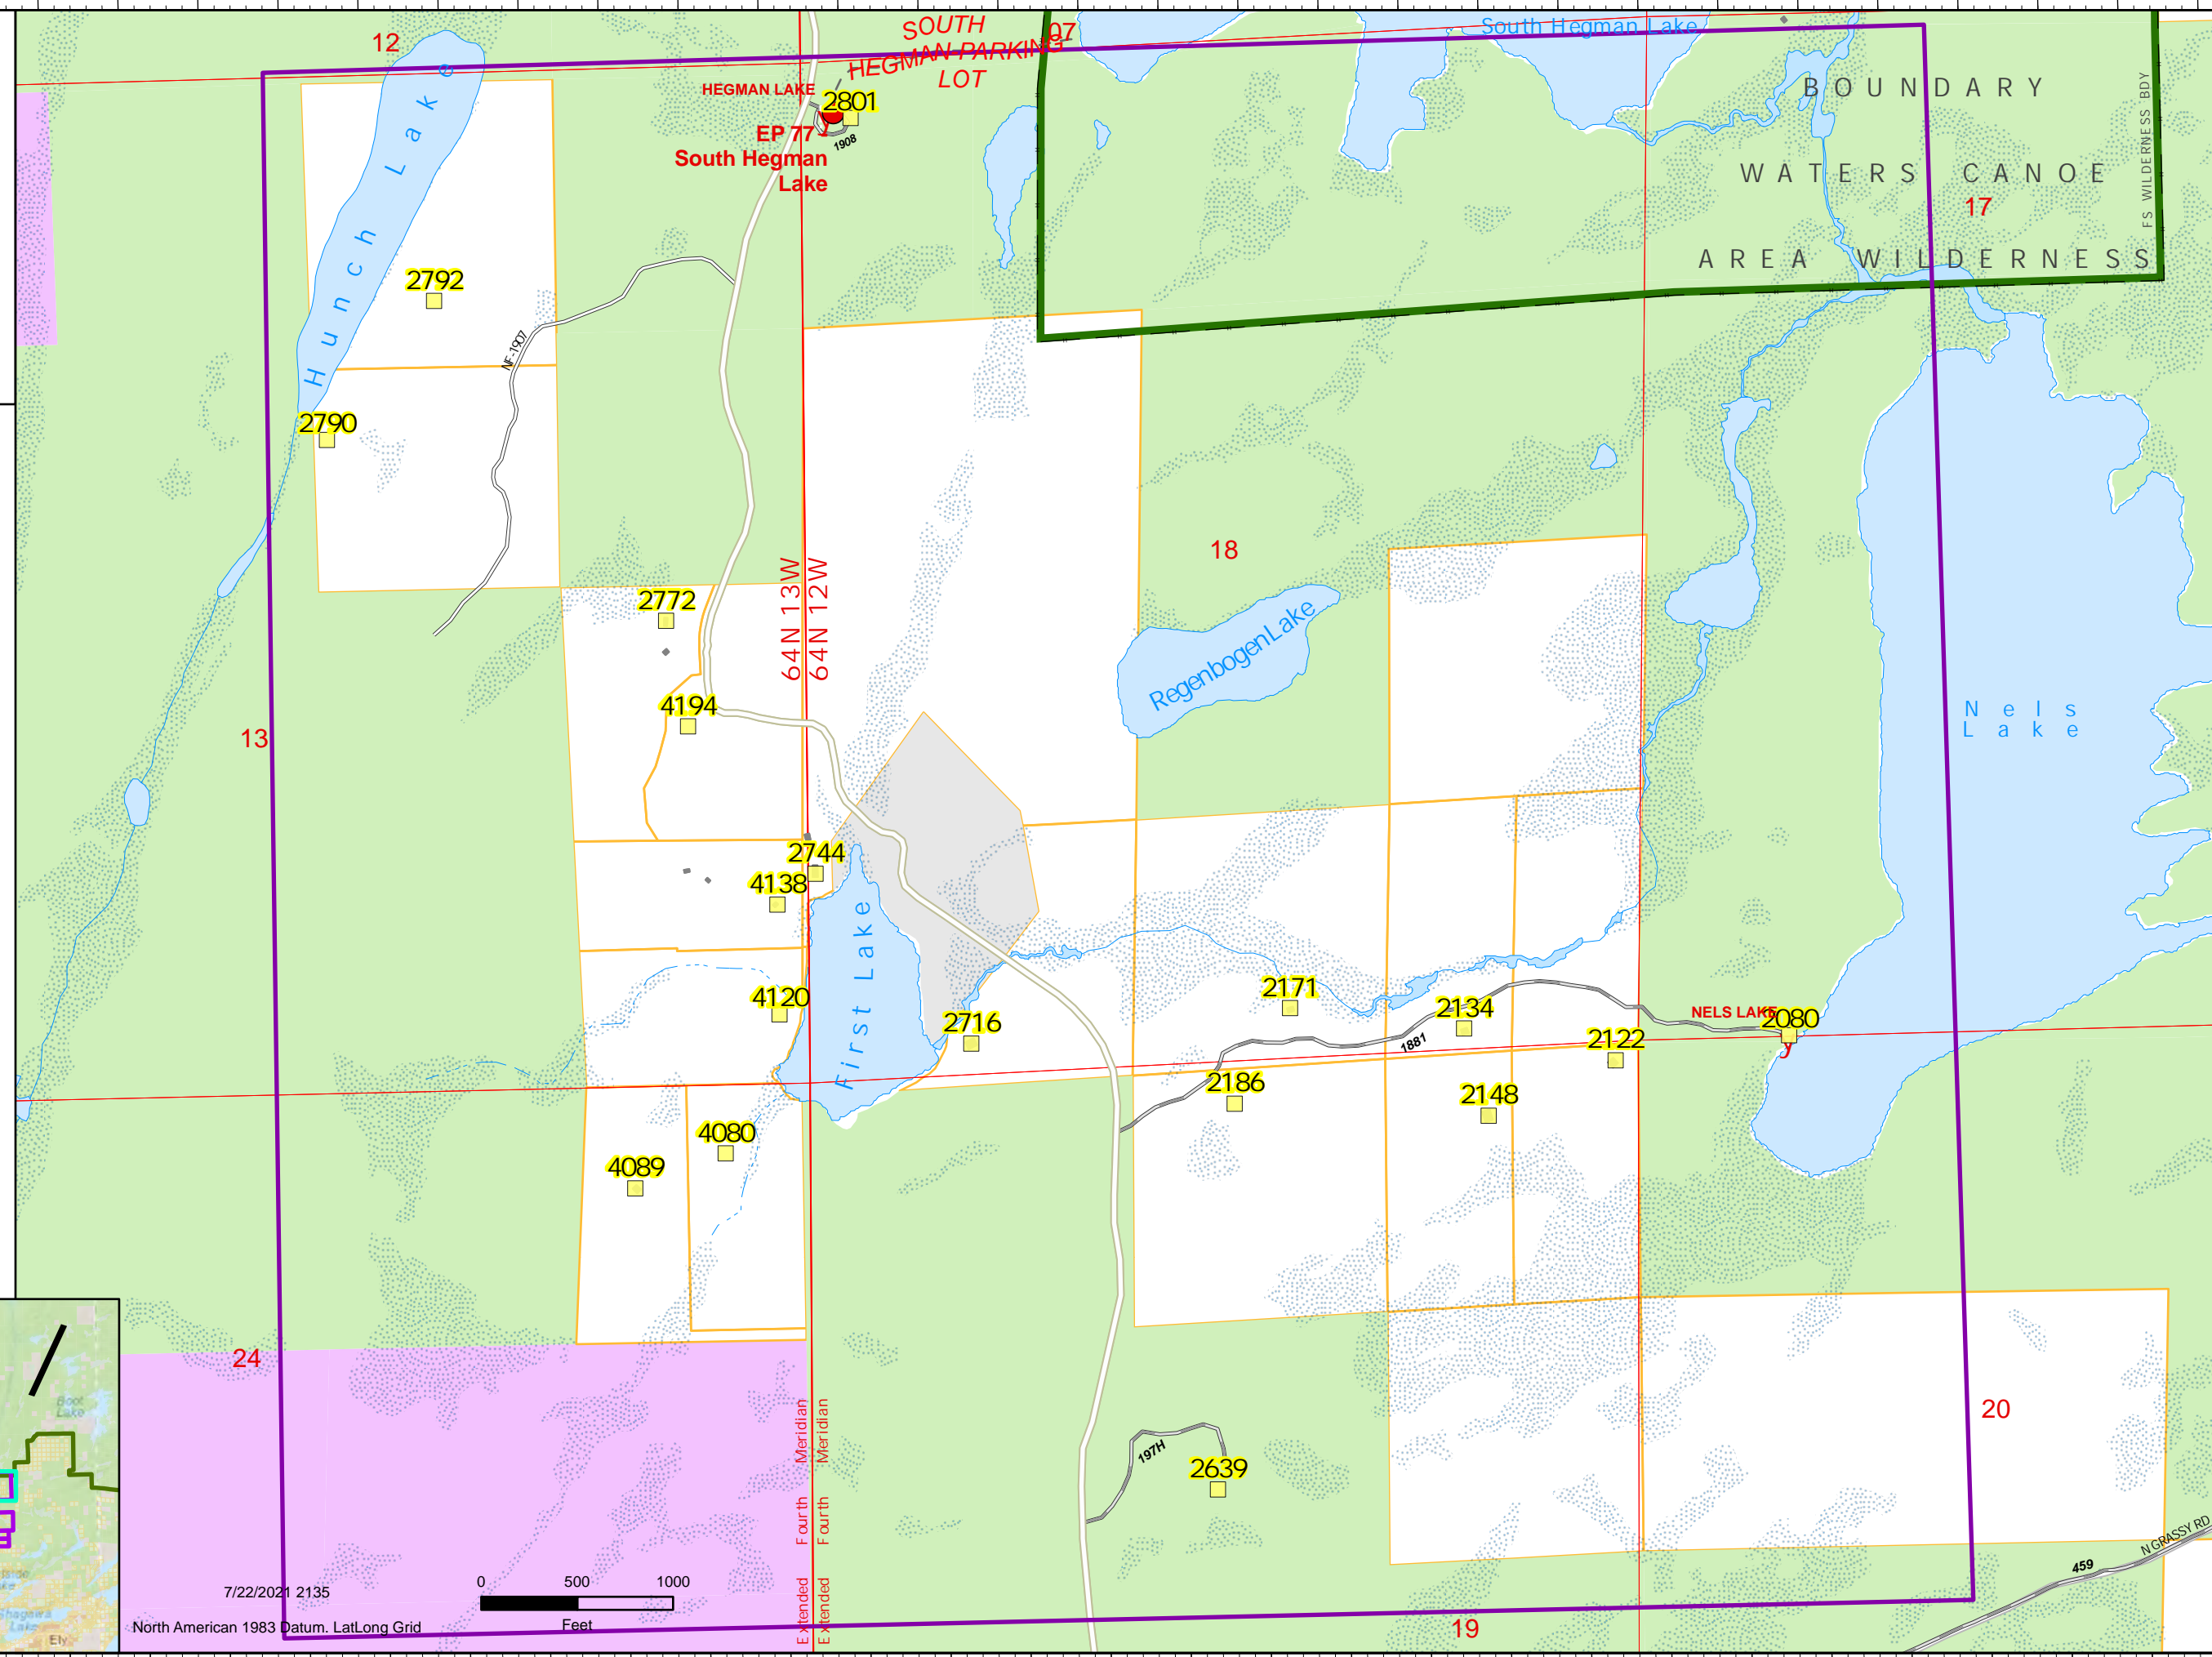 12
SOUTH
HEGMAN PARKING
LOT
07
South Hegman Lake
HEGMAN LAKE
2801
EP 77
South Hegman
Lake
1908
BOUNDARY
WATERS CANOE
AREA WILDERNESS
FS WILDERNESS BDY
17
Hunch Lake
2792
NF-1907
2790
18
64N 13W
64N 12W
2772
Regenbogen Lake
4194
13
Nels
Lake
2744
4138
First Lake
4120
2716
2171
2134
1881
NELS LAKE
2080
y
2122
2186
2148
4080
4089
24
20
Extended Fourth Meridian
Extended Fourth Meridian
197H
2639
N GRASSY RD
459
19
Boot
Lake
Shagawa
Lake
Ely
7/22/2021 2135
0 500 1000
Feet
North American 1983 Datum. LatLong Grid